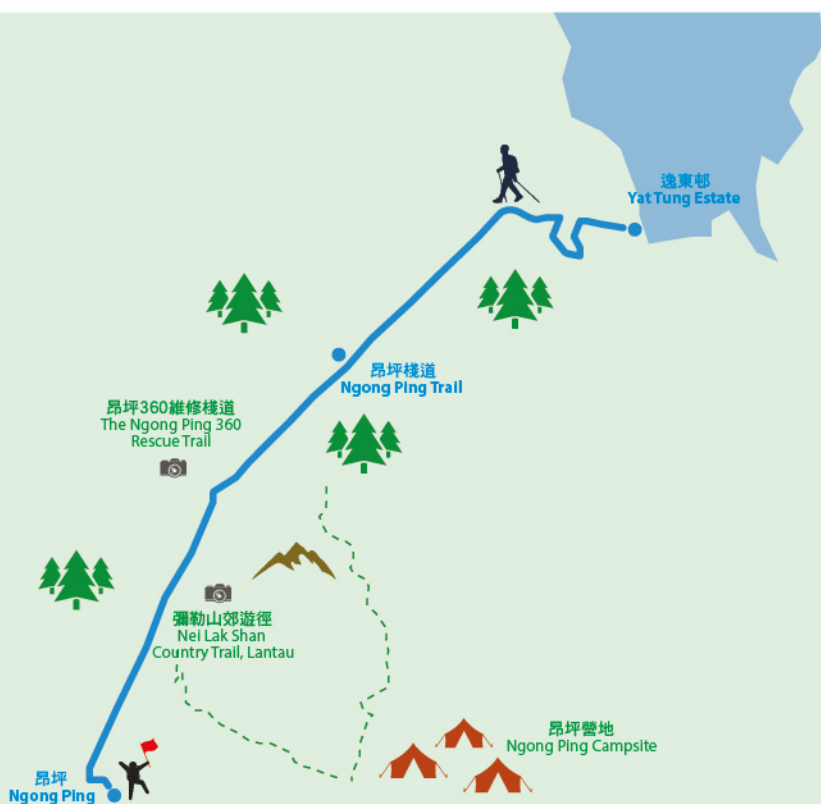 逸東邨
Yat Tung Estate
昂坪棧道
Ngong Ping Trail
昂坪360維修棧道
The Ngong Ping 360
Rescue Trail
彌勒山郊遊徑
Nei Lak Shan
Country Trail, Lantau
昂坪營地
Ngong Ping Campsite
昂坪
Ngong Ping